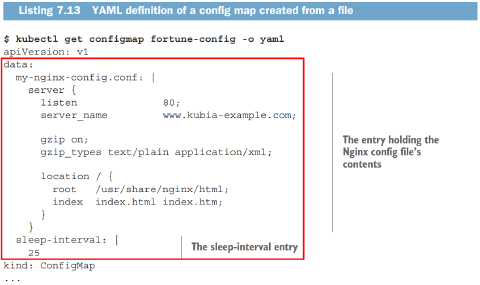 Listing 7.13 YAML definition of a config map created from a file
$ kubectl get configmap fortune-config -o yaml
apiVersion: v1
data:
  my-nginx-config.conf: |
    server {
      listen              80;
      server_name         www.kubia-example.com;
      gzip on;
      gzip_types text/plain application/xml;
      location / {
        root   /usr/share/nginx/html;
        index  index.html index.htm;
      }
    }
The entry holding the
Nginx config file's
contents
  sleep-interval: |
    25
The sleep-interval entry
kind: ConfigMap
...